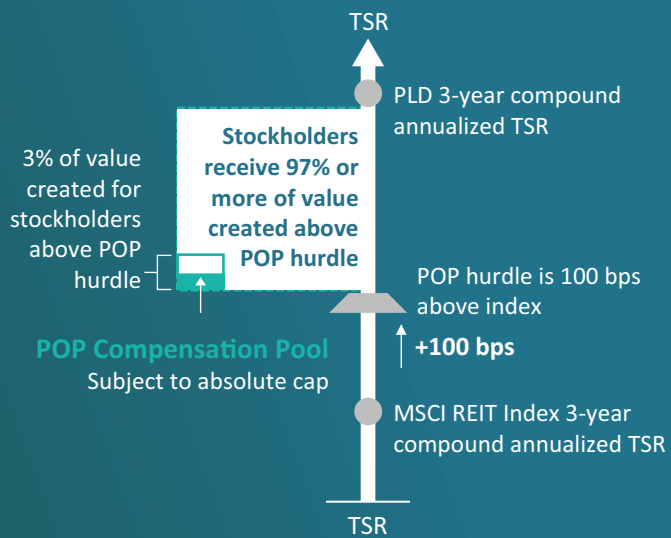 TSR
PLD 3-year compound
annualized TSR
Stockholders
receive 97% or
more of value
created above
POP hurdle
3% of value
created for
stockholders
above POP
hurdle
POP hurdle is 100 bps
above index
+100 bps
POP Compensation Pool
Subject to absolute cap
MSCI REIT Index 3-year
compound annualized TSR
TSR